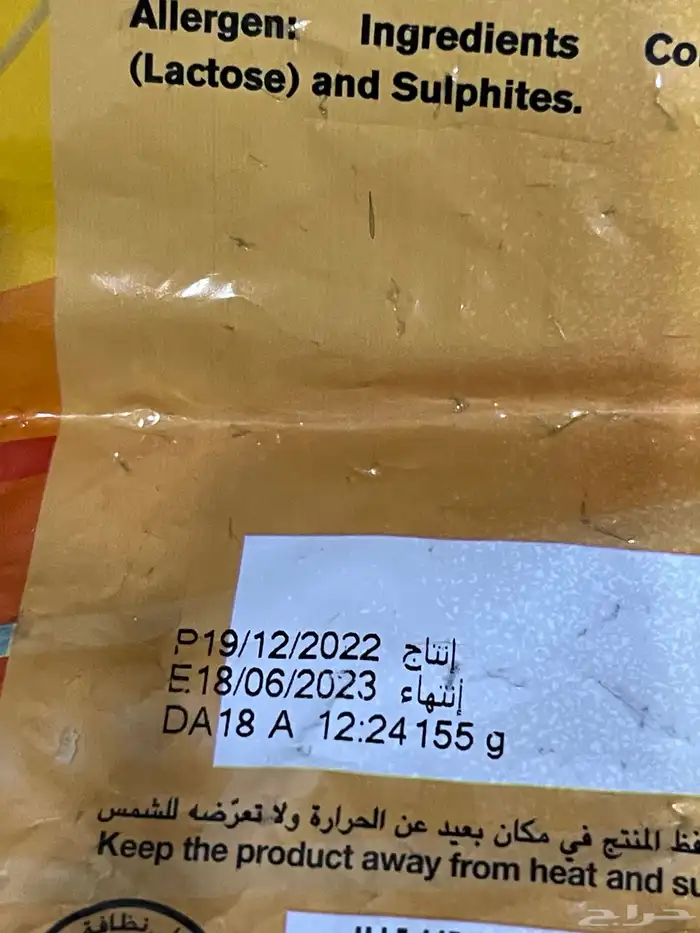 Allergen: Ingredients
(Lactose) and Sulphites.
P19/12/2022 إنتاج
E18/06/2023 إنتهاء
DA18 A 12:24 155 g
المنتج في مكان بعيد عن الحرارة ولا تعرّضه للشمس
Keep the product away from heat and
نظافة
حراج